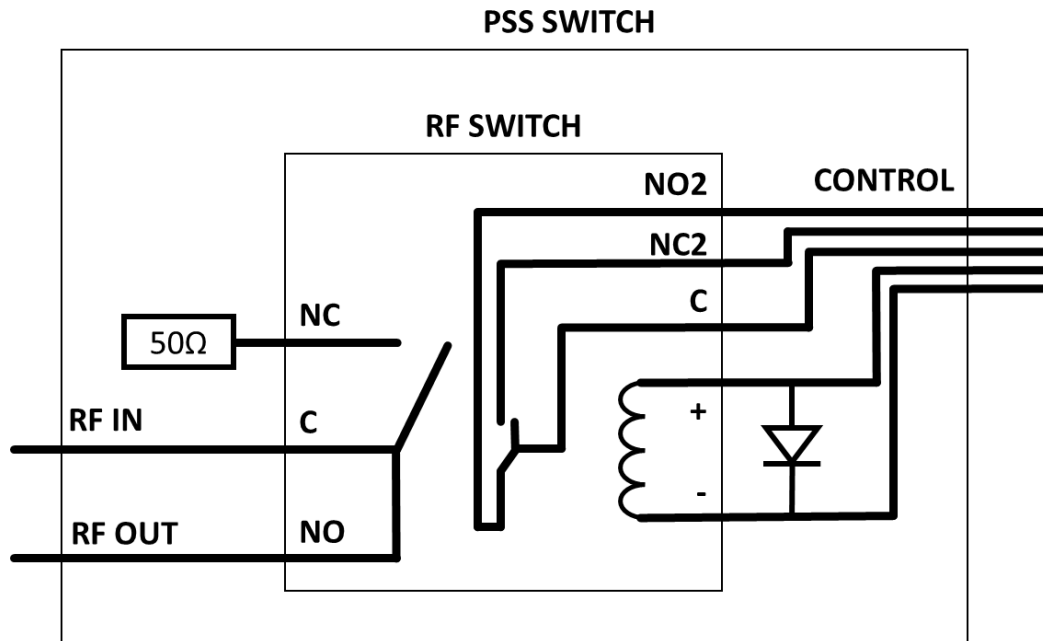 PSS SWITCH
RF SWITCH
NO2
CONTROL
NC2
C
NC
50Ω
+
RF IN
C
-
RF OUT
NO